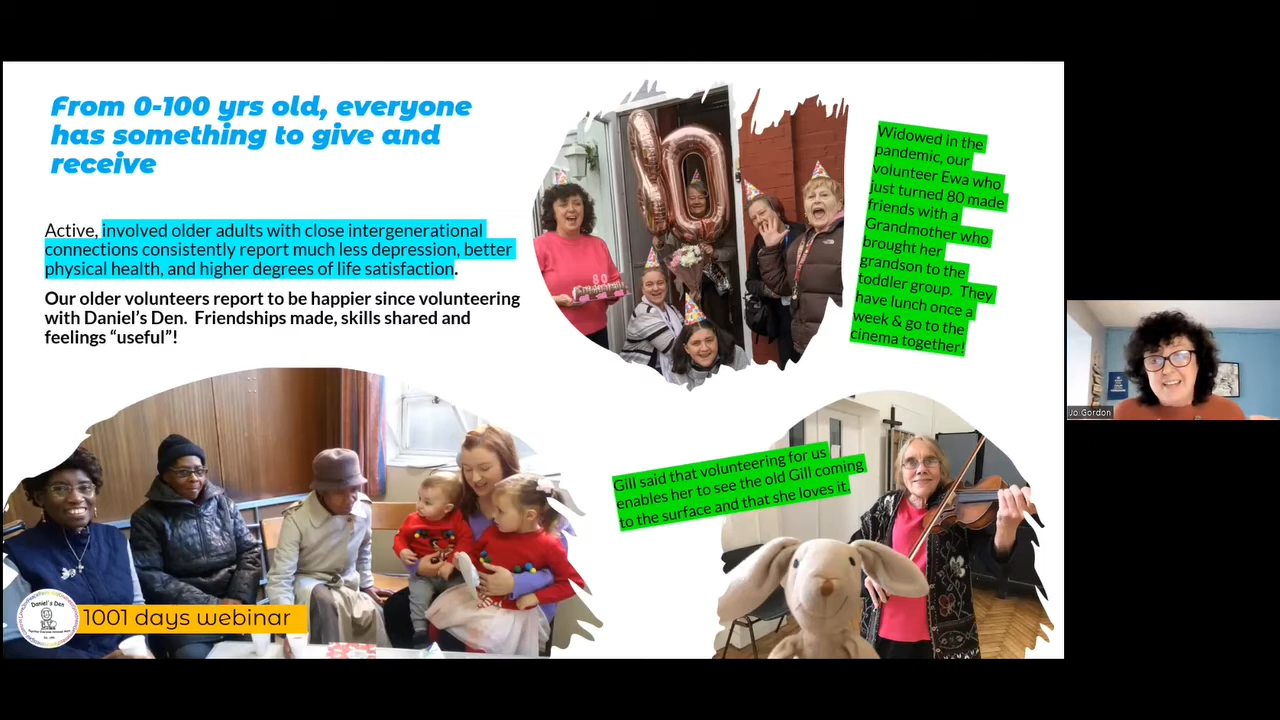 From 0-100 yrs old, everyone
has something to give and
receive
Active, involved older adults with close intergenerational
connections consistently report much less depression, better
physical health, and higher degrees of life satisfaction.
Our older volunteers report to be happier since volunteering
with Daniel's Den. Friendships made, skills shared and
feelings "useful"!
80
Widowed in the
pandemic, our
volunteer Ewa who
just turned 80 made
friends with a
Grandmother who
brought her
grandson to the
toddler group. They
have lunch once a
week & go to the
cinema together!
Gill said that volunteering for us
enables her to see the old Gill coming
to the surface and that she loves it.
Daniel's Den
1001 days webinar
Jo Gordon